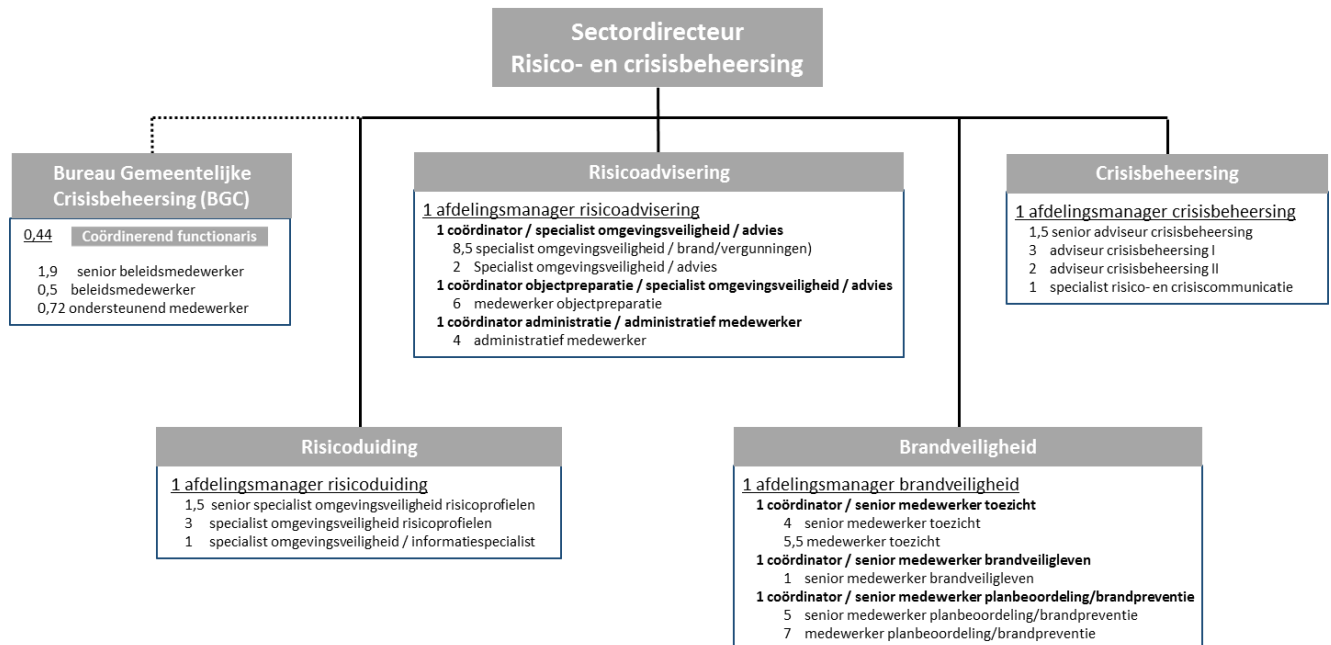 Sectordirecteur
Risico- en crisisbeheersing
Bureau Gemeentelijke
Crisisbeheersing (BGC)
0,44 Coördinerend functionaris
1,9 senior beleidsmedewerker
0,5 beleidsmedewerker
0,72 ondersteunend medewerker
Risicoadvisering
1 afdelingsmanager risicoadvisering
1 coördinator / specialist omgevingsveiligheid / advies
8,5 specialist omgevingsveiligheid / brand/vergunningen)
2 Specialist omgevingsveiligheid / advies
1 coördinator objectpreparatie / specialist omgevingsveiligheid / advies
6 medewerker objectpreparatie
1 coördinator administratie / administratief medewerker
4 administratief medewerker
Crisisbeheersing
1 afdelingsmanager crisisbeheersing
1,5 senior adviseur crisisbeheersing
3 adviseur crisisbeheersing I
2 adviseur crisisbeheersing II
1 specialist risico- en crisiscommunicatie
Risicoduiding
1 afdelingsmanager risicoduiding
1,5 senior specialist omgevingsveiligheid risicoprofielen
3 specialist omgevingsveiligheid risicoprofielen
1 specialist omgevingsveiligheid / informatiespecialist
Brandveiligheid
1 afdelingsmanager brandveiligheid
1 coördinator / senior medewerker toezicht
4 senior medewerker toezicht
5,5 medewerker toezicht
1 coördinator / senior medewerker brandveiligleven
1 senior medewerker brandveiligleven
1 coördinator / senior medewerker planbeoordeling/brandpreventie
5 senior medewerker planbeoordeling/brandpreventie
7 medewerker planbeoordeling/brandpreventie